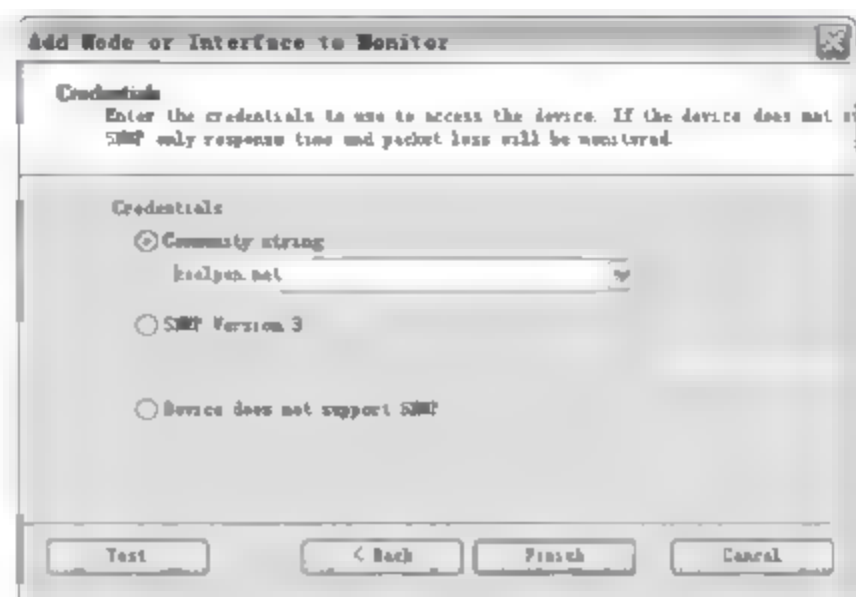 Add Node or Interface to Monitor
Credentials
Enter the credentials to use to access the device. If the device does not
SNMP only response time and packet loss will be monitored.
Credentials
Community string
SNMP Version 3
Device does not support SNMP
Test
< Back
Finish
Cancel